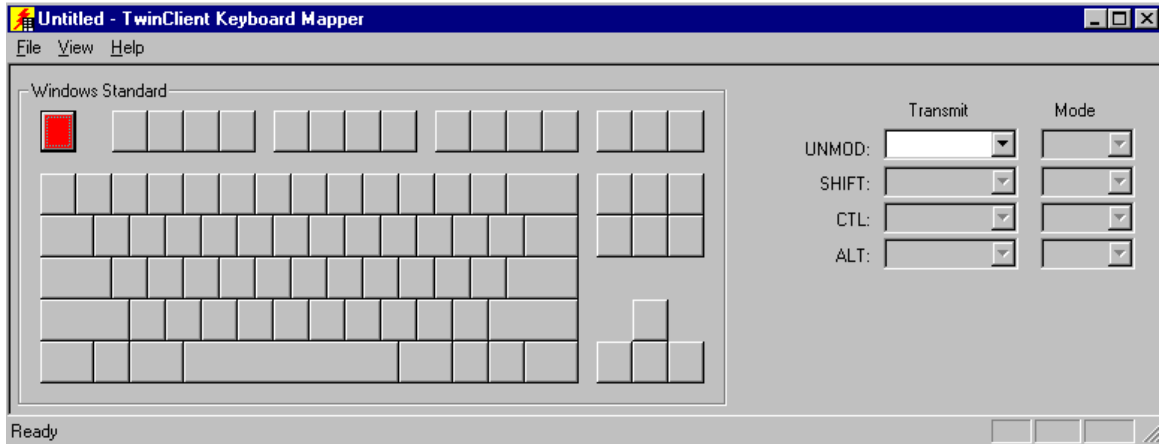 Untitled - TwinClient Keyboard Mapper
File View Help
Windows Standard
Transmit Mode
UNMOD:
SHIFT:
CTL:
ALT:
Ready